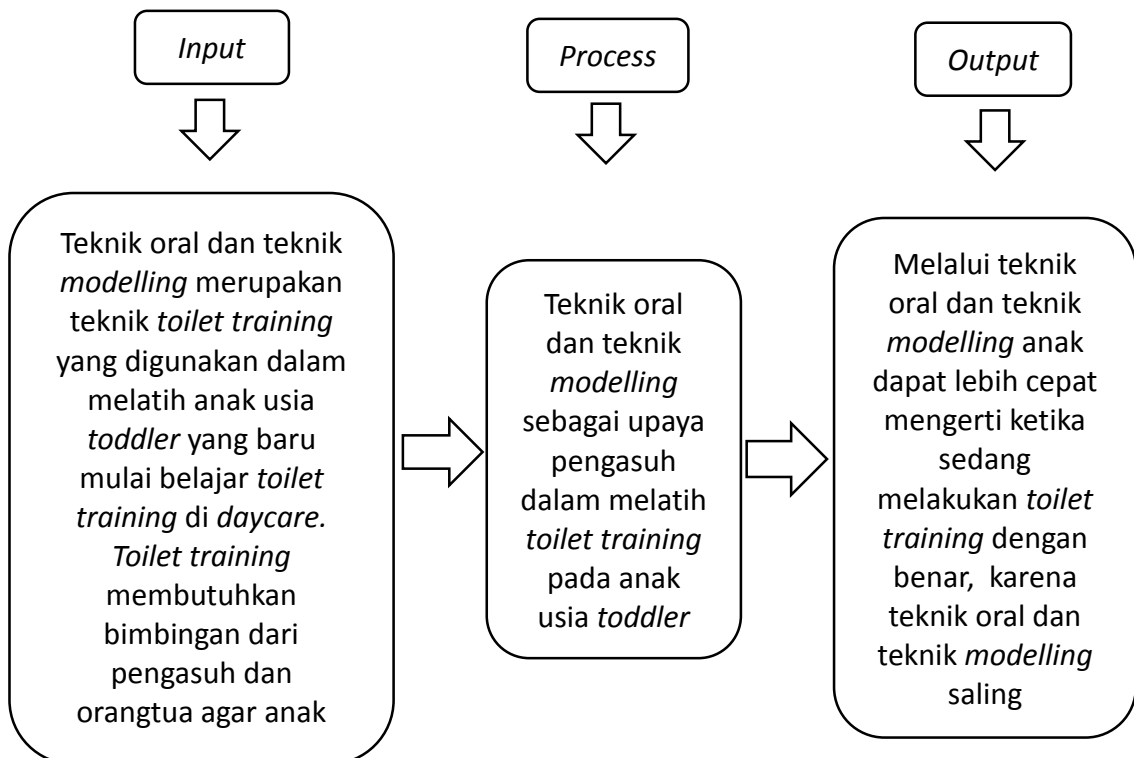 Input
Process
Output
Teknik oral dan teknik
modelling merupakan
teknik toilet training
yang digunakan dalam
melatih anak usia
toddler yang baru
mulai belajar toilet
training di daycare.
Toilet training
membutuhkan
bimbingan dari
pengasuh dan
orangtua agar anak
Teknik oral
dan teknik
modelling
sebagai upaya
pengasuh
dalam melatih
toilet training
pada anak
usia toddler
Melalui teknik
oral dan teknik
modelling anak
dapat lebih cepat
mengerti ketika
sedang
melakukan toilet
training dengan
benar, karena
teknik oral dan
teknik modelling
saling